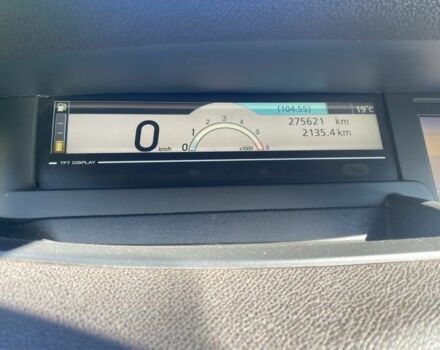 (104.55) 19°C
275621 km
2135.4 km
0 km/h
0 1 2 3 4 5 6
x1000
TFT DISPLAY